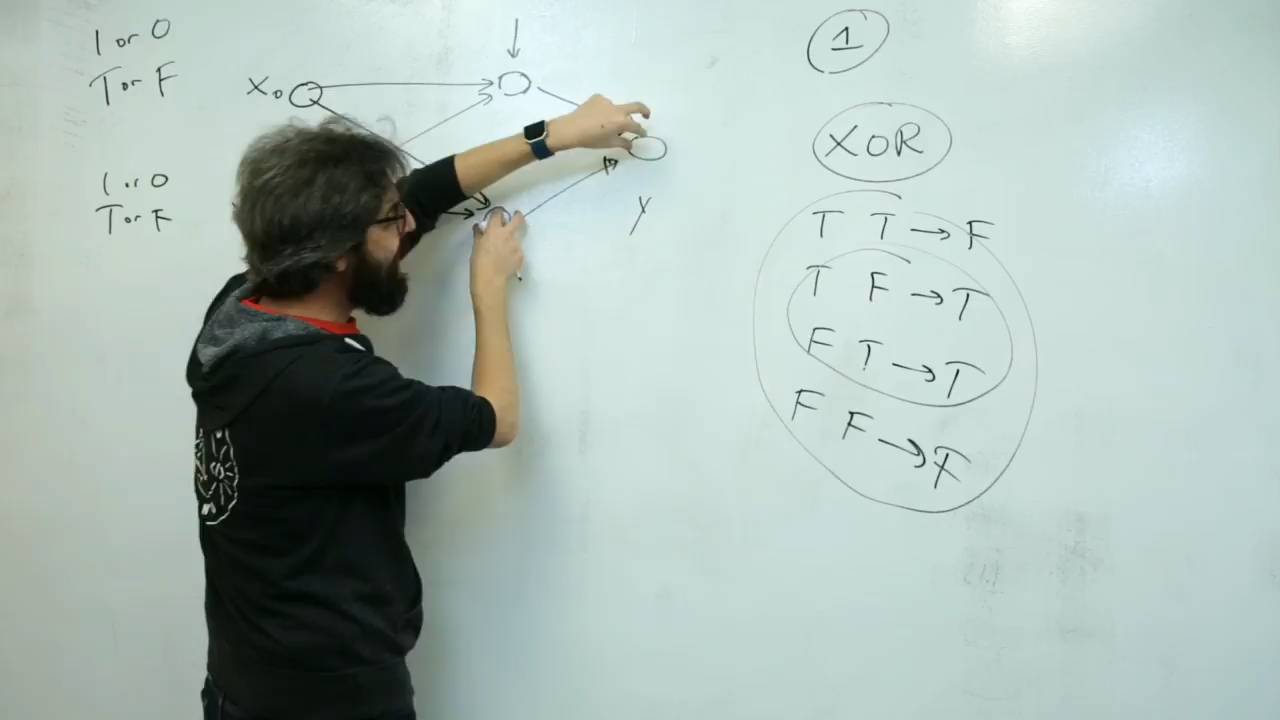 1 or 0
T or F
X0
1 or 0
T or F
y
1
XOR
T T → F
T F → T
F T → T
F F → F